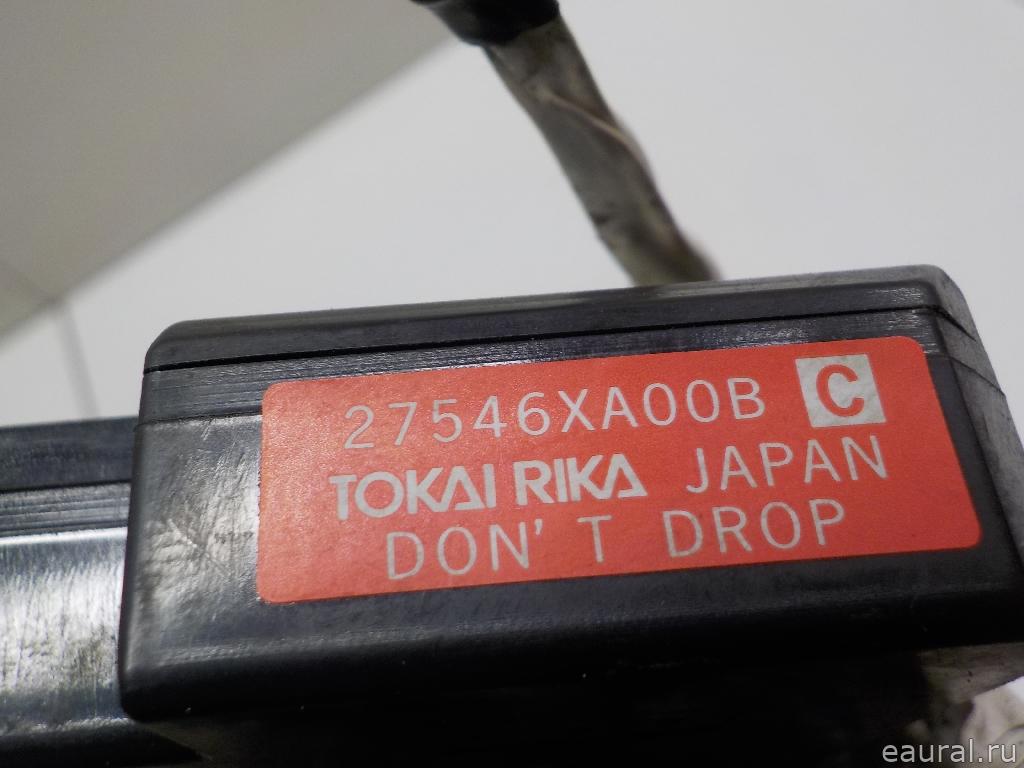 27546XA00B C
TOKAI RIKA JAPAN
DON'T DROP
eaural.ru